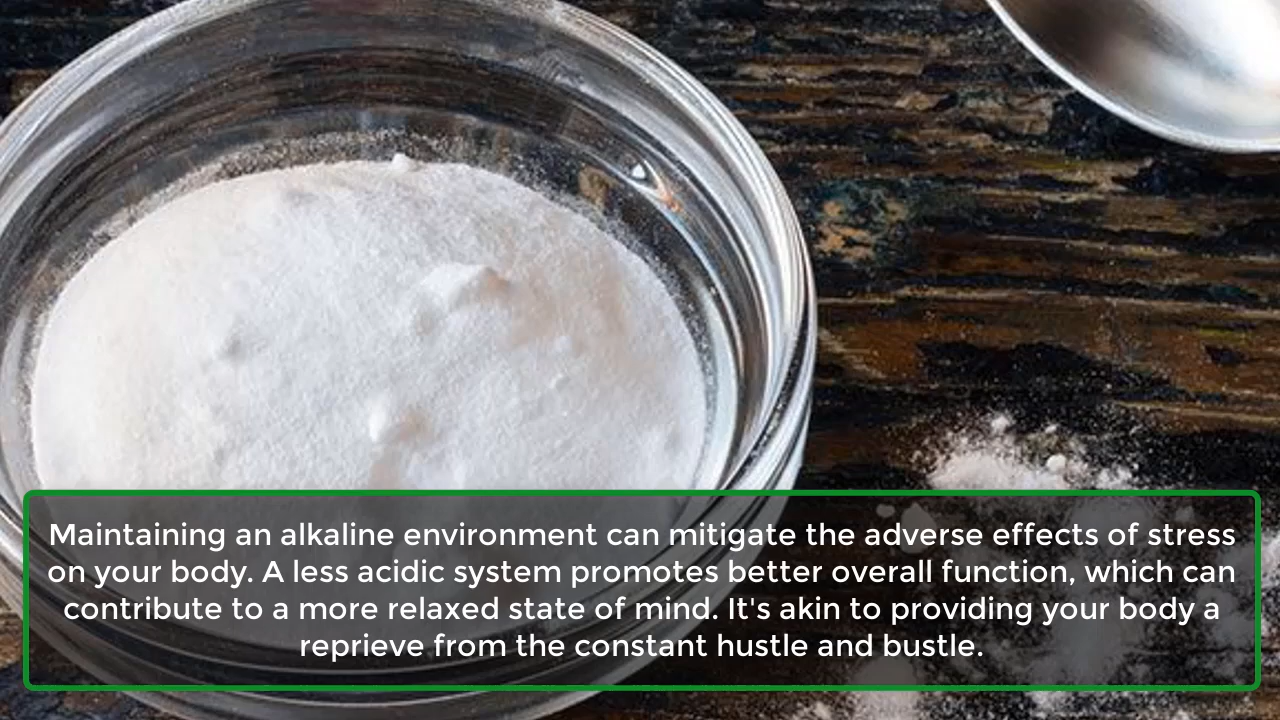 Maintaining an alkaline environment can mitigate the adverse effects of stress
on your body. A less acidic system promotes better overall function, which can
contribute to a more relaxed state of mind. It's akin to providing your body a
reprieve from the constant hustle and bustle.